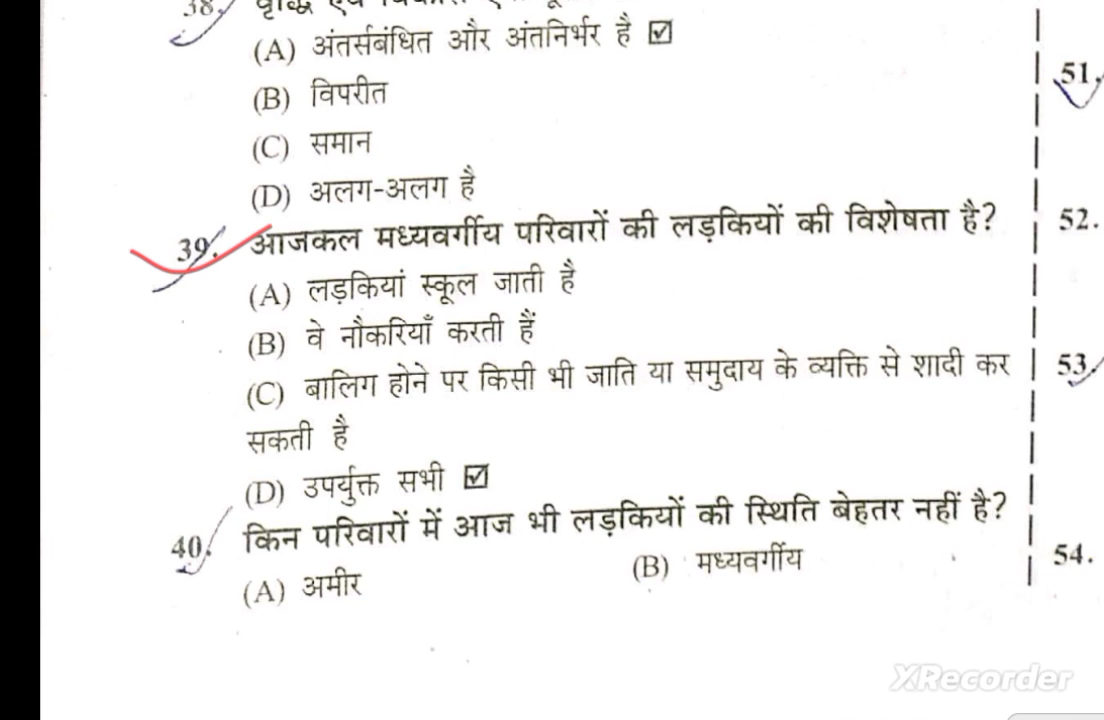 38.
(A) अंतर्संबंधित और अंतनिर्भर है ☑
(B) विपरीत
(C) समान
(D) अलग-अलग है
39. आजकल मध्यवर्गीय परिवारों की लड़कियों की विशेषता है?
(A) लड़कियां स्कूल जाती है
(B) वे नौकरियाँ करती हैं
(C) बालिग होने पर किसी भी जाति या समुदाय के व्यक्ति से शादी कर
सकती है
(D) उपर्युक्त सभी ☑
40. किन परिवारों में आज भी लड़कियों की स्थिति बेहतर नहीं है?
(A) अमीर (B) मध्यवर्गीय
51.
52.
53.
54.
XRecorder